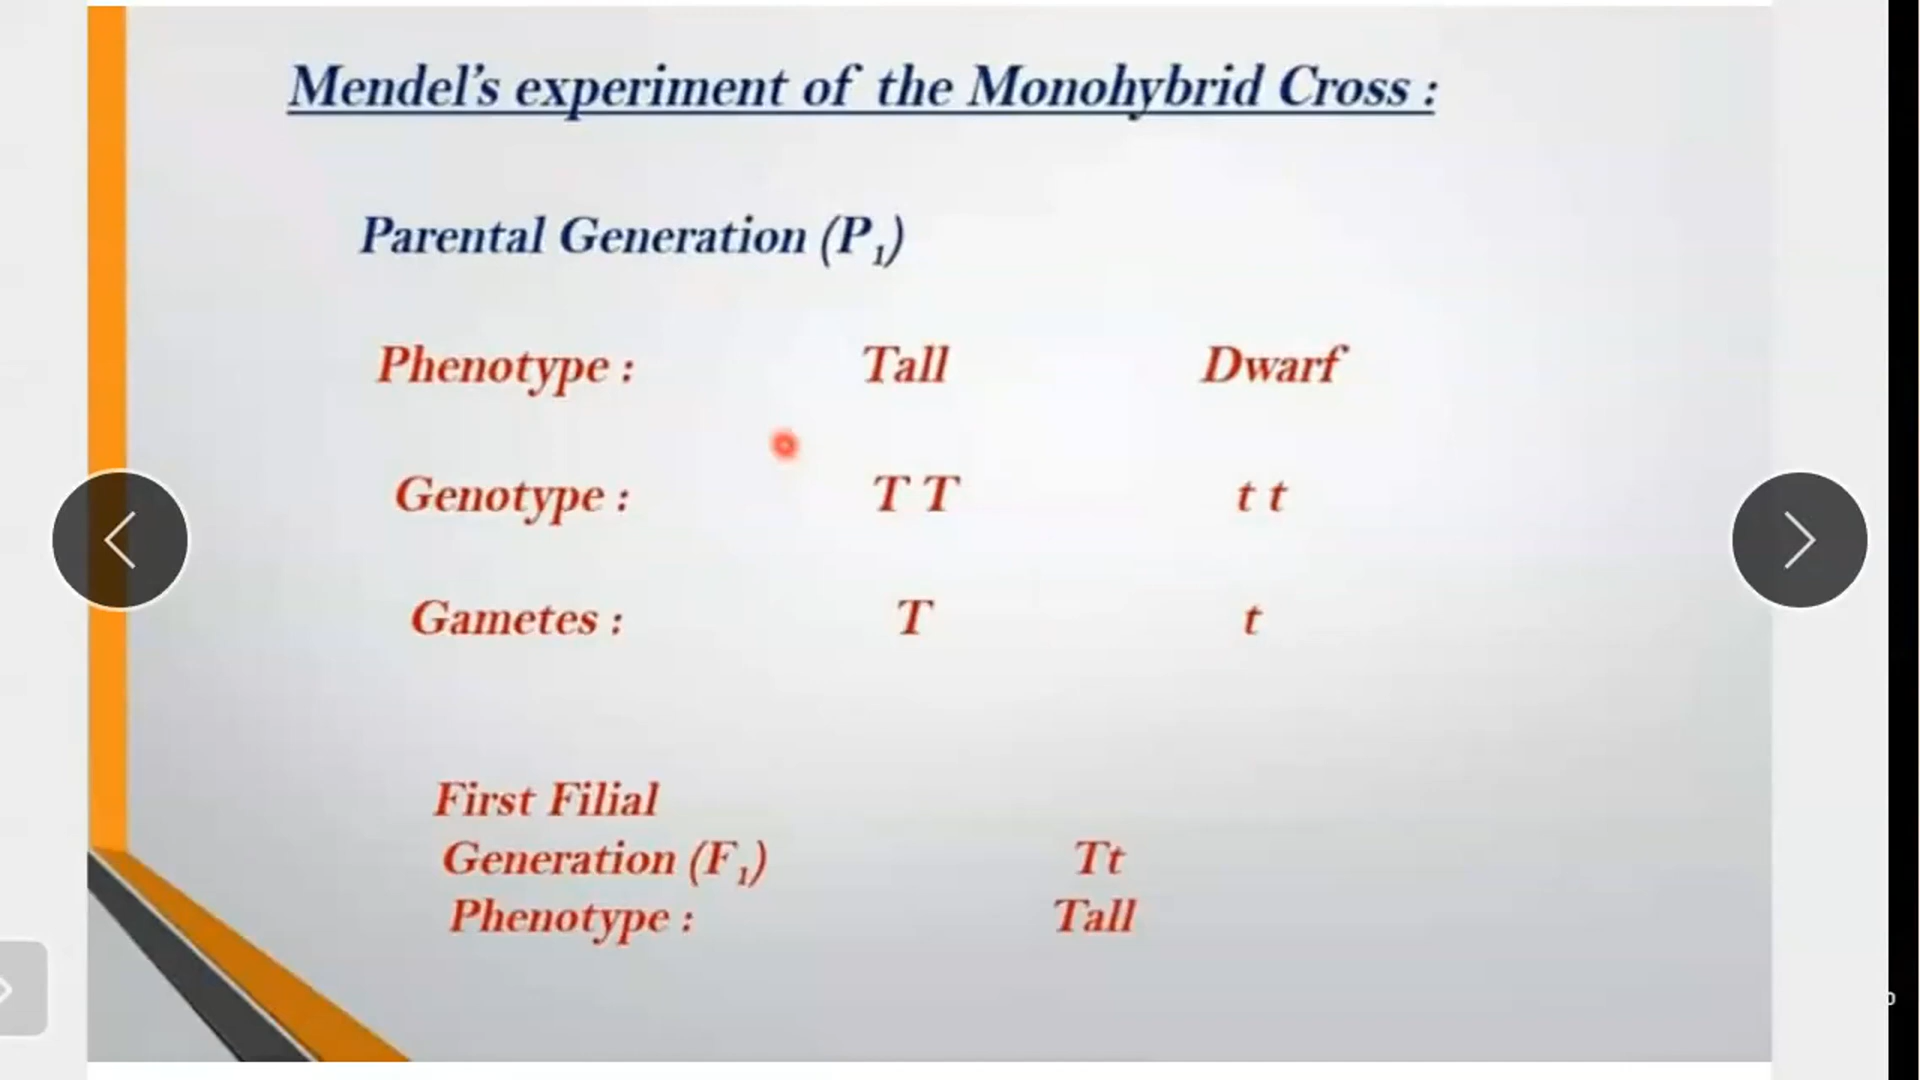 Mendel's experiment of the Monohybrid Cross :
Parental Generation (P₁)
Phenotype : Tall Dwarf
Genotype : T T t t
Gametes : T t
First Filial
Generation (F₁) Tt
Phenotype : Tall